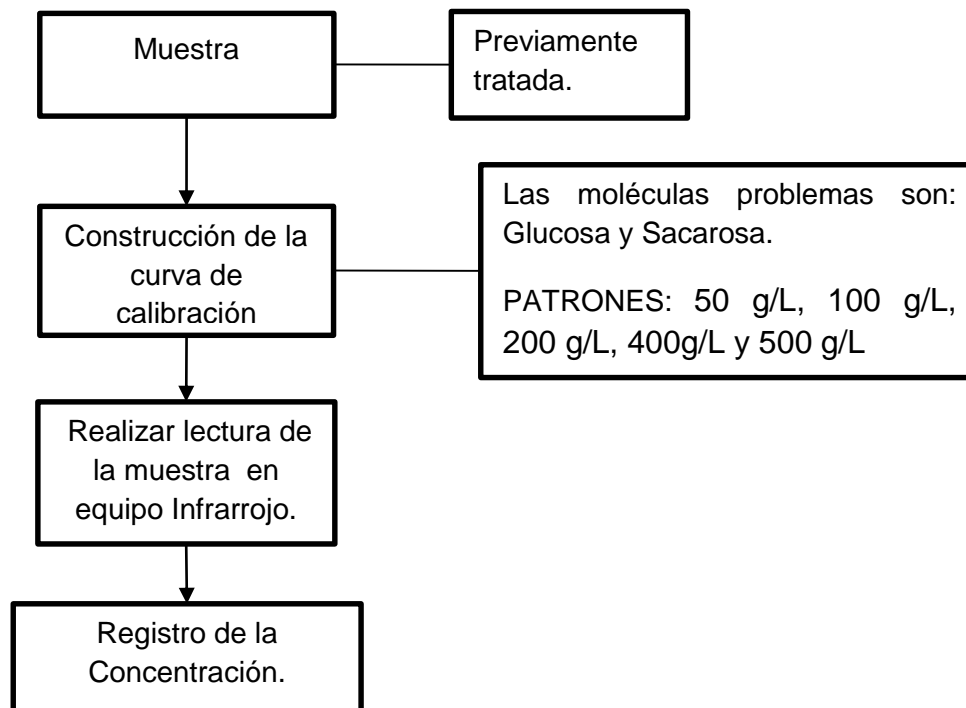 Muestra
Previamente
tratada.
Construcción de la
curva de
calibración
Las moléculas problemas son:
Glucosa y Sacarosa.
PATRONES: 50 g/L, 100 g/L,
200 g/L, 400g/L y 500 g/L
Realizar lectura de
la muestra en
equipo Infrarrojo.
Registro de la
Concentración.